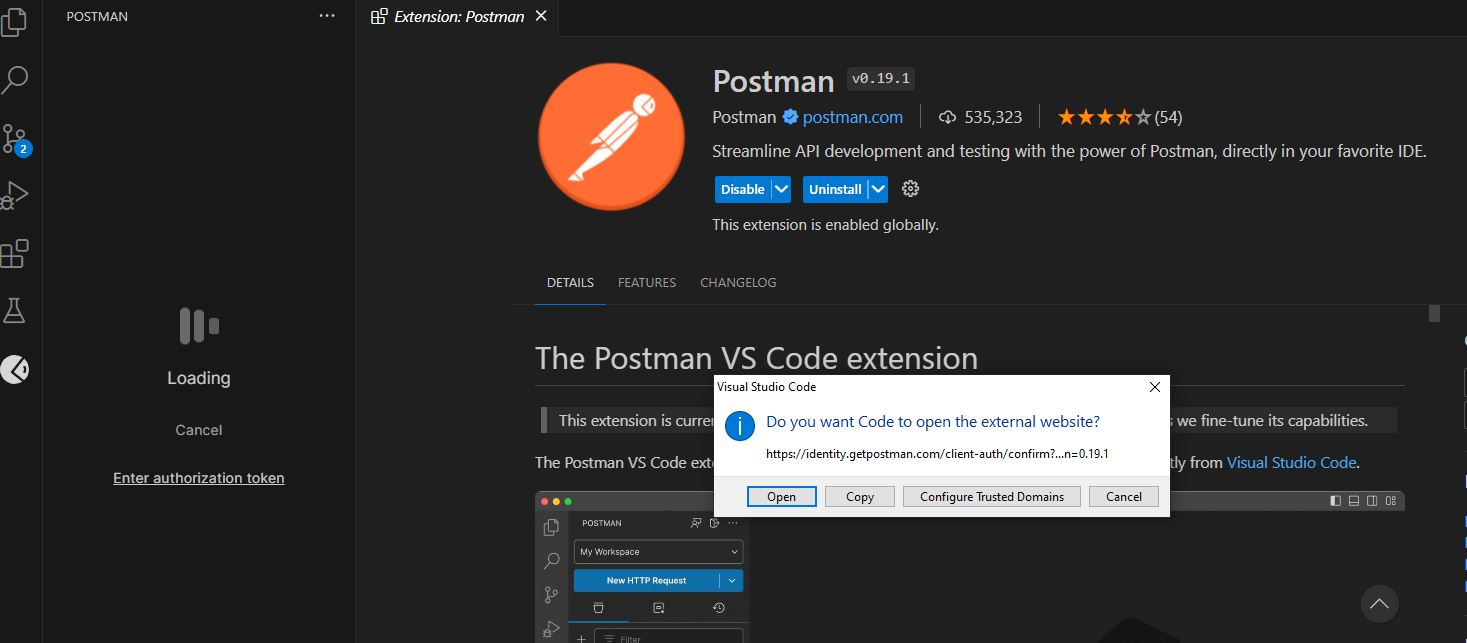 POSTMAN
Extension: Postman
Postman v0.19.1
Postman postman.com 535,323 (54)
Streamline API development and testing with the power of Postman, directly in your favorite IDE.
Disable Uninstall
This extension is enabled globally.
2
DETAILS FEATURES CHANGELOG
Loading
Cancel
Enter authorization token
The Postman VS Code extension
This extension is curre
s we fine-tune its capabilities.
The Postman VS Code exte
tly from Visual Studio Code.
Visual Studio Code
Do you want Code to open the external website?
https://identity.getpostman.com/client-auth/confirm?...n=0.19.1
Open Copy Configure Trusted Domains Cancel
POSTMAN
My Workspace
New HTTP Request
Filter